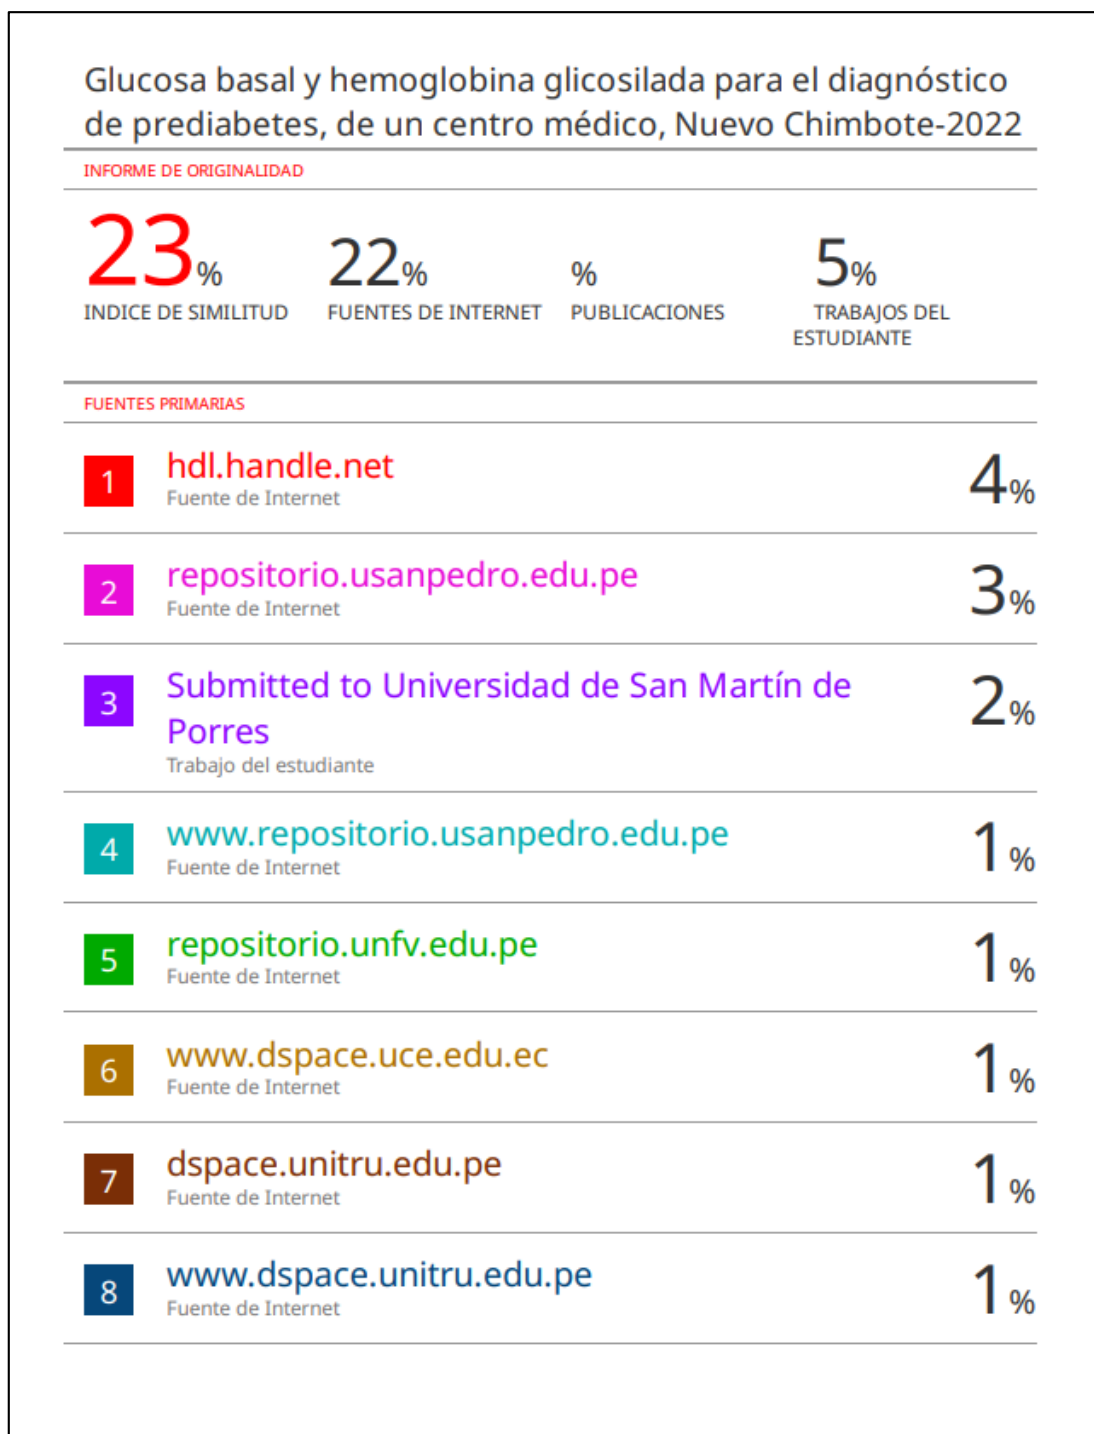 Glucosa basal y hemoglobina glicosilada para el diagnóstico
de prediabetes, de un centro médico, Nuevo Chimbote-2022
INFORME DE ORIGINALIDAD
23% 22% % 5%
INDICE DE SIMILITUD FUENTES DE INTERNET PUBLICACIONES TRABAJOS DEL
ESTUDIANTE
FUENTES PRIMARIAS
1 hdl.handle.net 4%
Fuente de Internet
2 repositorio.usanpedro.edu.pe 3%
Fuente de Internet
3 Submitted to Universidad de San Martín de 2%
Porres
Trabajo del estudiante
4 www.repositorio.usanpedro.edu.pe 1%
Fuente de Internet
5 repositorio.unfv.edu.pe 1%
Fuente de Internet
6 www.dspace.uce.edu.ec 1%
Fuente de Internet
7 dspace.unitru.edu.pe 1%
Fuente de Internet
8 www.dspace.unitru.edu.pe 1%
Fuente de Internet